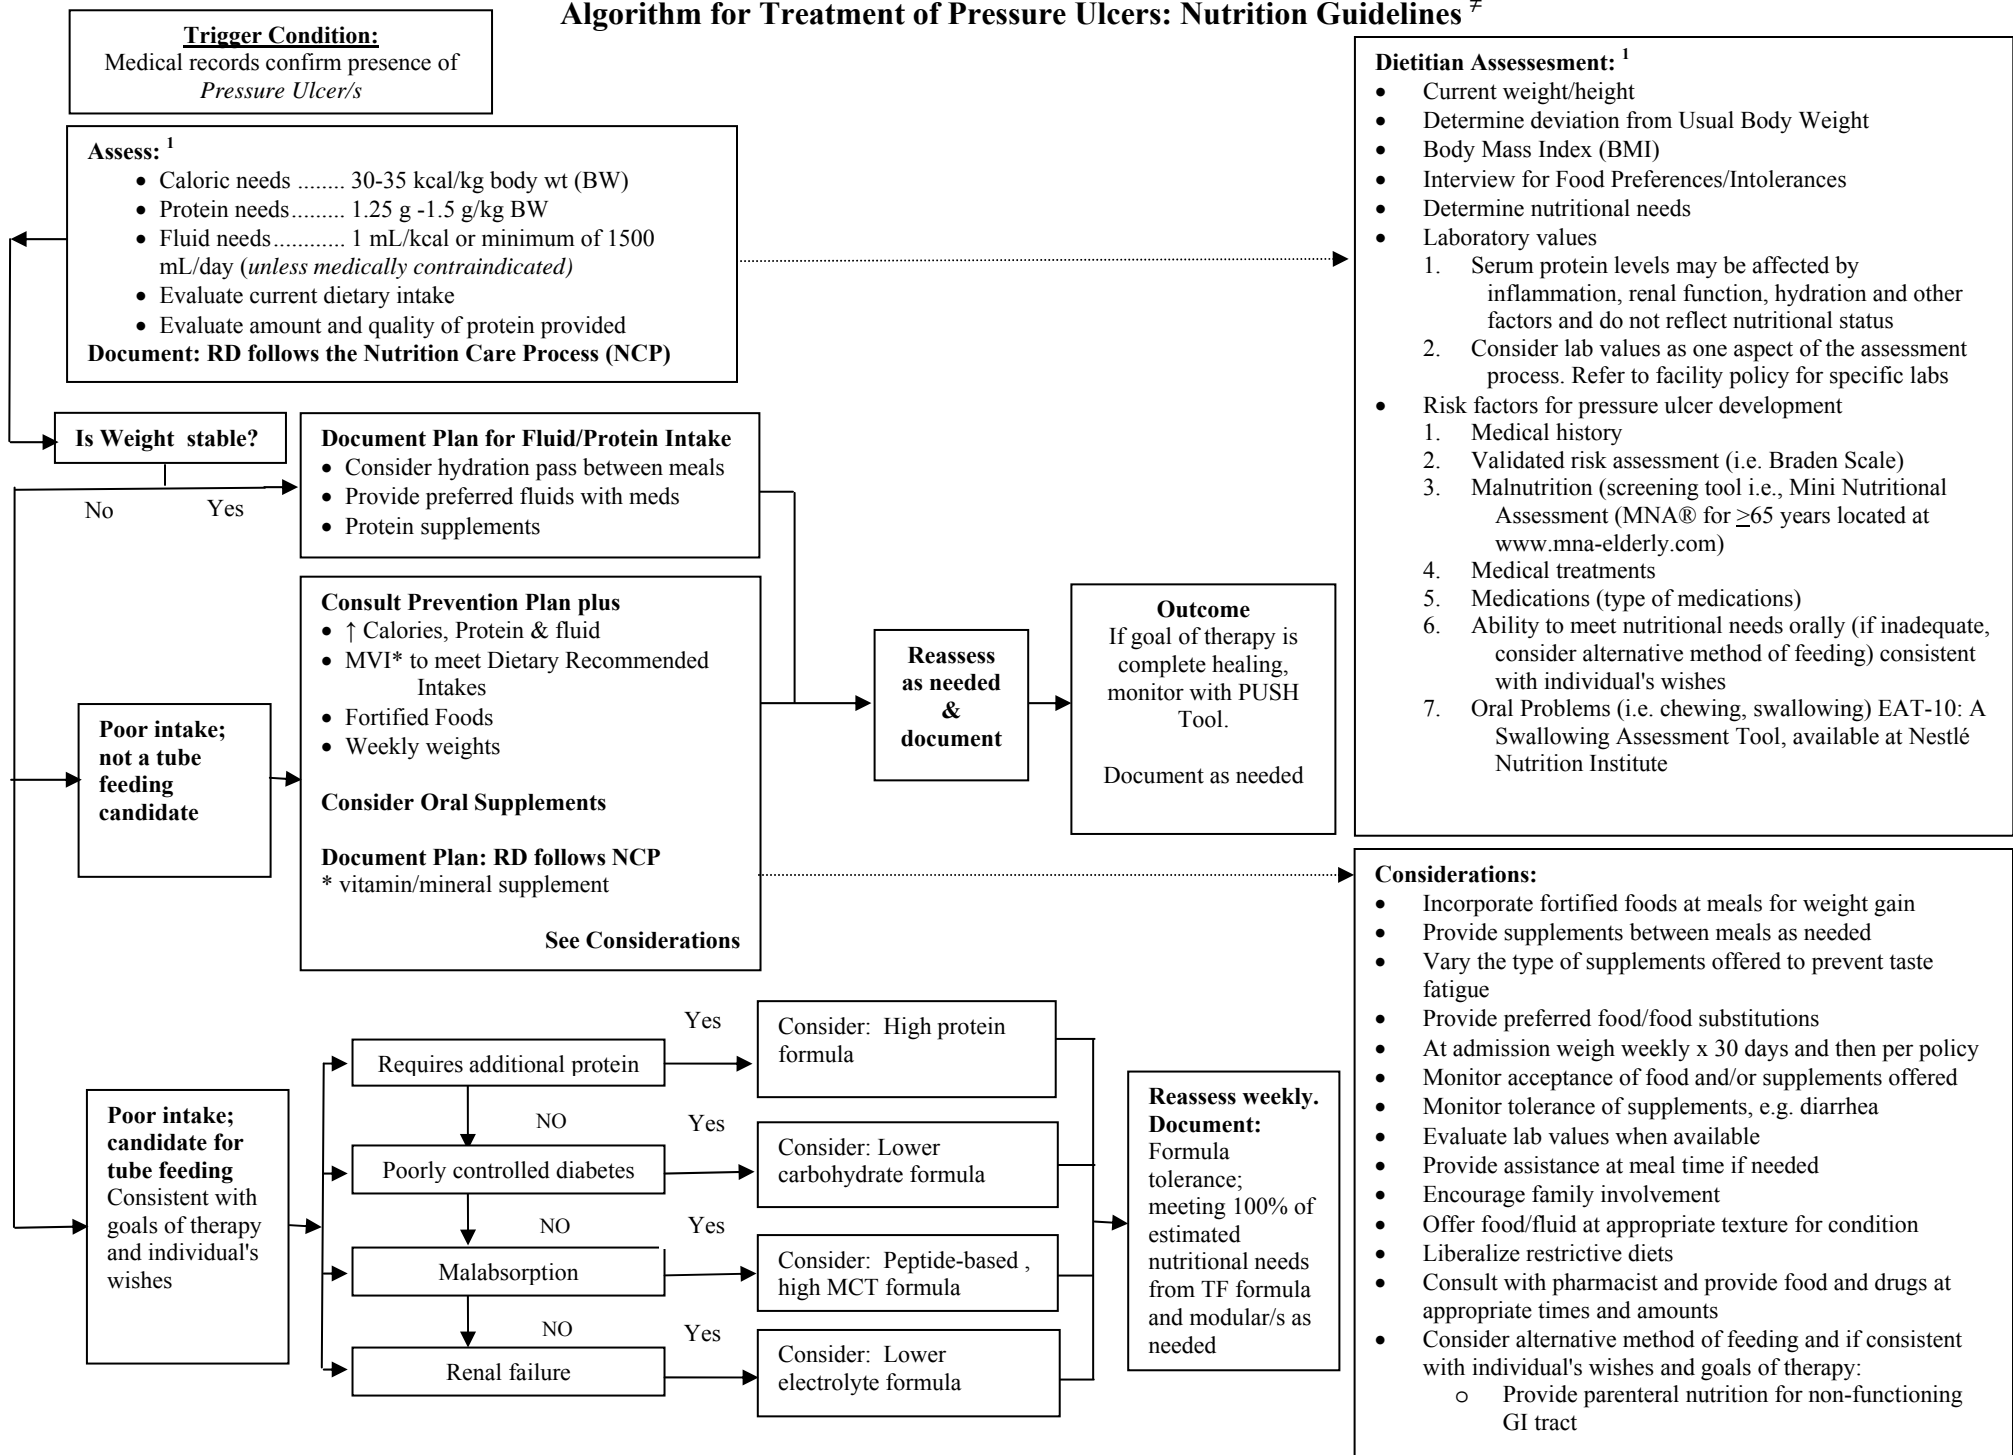 Algorithm for Treatment of Pressure Ulcers: Nutrition Guidelines ≠
Trigger Condition:
Medical records confirm presence of
Pressure Ulcer/s
Assess: 1
• Caloric needs ........ 30-35 kcal/kg body wt (BW)
• Protein needs......... 1.25 g -1.5 g/kg BW
• Fluid needs............ 1 mL/kcal or minimum of 1500
mL/day (unless medically contraindicated)
• Evaluate current dietary intake
• Evaluate amount and quality of protein provided
Document: RD follows the Nutrition Care Process (NCP)
Is Weight stable?
No
Yes
Document Plan for Fluid/Protein Intake
• Consider hydration pass between meals
• Provide preferred fluids with meds
• Protein supplements
Poor intake;
not a tube
feeding
candidate
Consult Prevention Plan plus
• ↑ Calories, Protein & fluid
• MVI* to meet Dietary Recommended
Intakes
• Fortified Foods
• Weekly weights
Consider Oral Supplements
Document Plan: RD follows NCP
* vitamin/mineral supplement
See Considerations
Reassess
as needed
&
document
Outcome
If goal of therapy is
complete healing,
monitor with PUSH
Tool.
Document as needed
Poor intake;
candidate for
tube feeding
Consistent with
goals of therapy
and individual's
wishes
Requires additional protein
Yes
Consider: High protein
formula
NO
Poorly controlled diabetes
Yes
Consider: Lower
carbohydrate formula
NO
Malabsorption
Yes
Consider: Peptide-based ,
high MCT formula
NO
Renal failure
Yes
Consider: Lower
electrolyte formula
Reassess weekly.
Document:
Formula
tolerance;
meeting 100% of
estimated
nutritional needs
from TF formula
and modular/s as
needed
Dietitian Assessesment: 1
• Current weight/height
• Determine deviation from Usual Body Weight
• Body Mass Index (BMI)
• Interview for Food Preferences/Intolerances
• Determine nutritional needs
• Laboratory values
1. Serum protein levels may be affected by
inflammation, renal function, hydration and other
factors and do not reflect nutritional status
2. Consider lab values as one aspect of the assessment
process. Refer to facility policy for specific labs
• Risk factors for pressure ulcer development
1. Medical history
2. Validated risk assessment (i.e. Braden Scale)
3. Malnutrition (screening tool i.e., Mini Nutritional
Assessment (MNA® for ≥65 years located at
www.mna-elderly.com)
4. Medical treatments
5. Medications (type of medications)
6. Ability to meet nutritional needs orally (if inadequate,
consider alternative method of feeding) consistent
with individual's wishes
7. Oral Problems (i.e. chewing, swallowing) EAT-10: A
Swallowing Assessment Tool, available at Nestlé
Nutrition Institute
Considerations:
• Incorporate fortified foods at meals for weight gain
• Provide supplements between meals as needed
• Vary the type of supplements offered to prevent taste
fatigue
• Provide preferred food/food substitutions
• At admission weigh weekly x 30 days and then per policy
• Monitor acceptance of food and/or supplements offered
• Monitor tolerance of supplements, e.g. diarrhea
• Evaluate lab values when available
• Provide assistance at meal time if needed
• Encourage family involvement
• Offer food/fluid at appropriate texture for condition
• Liberalize restrictive diets
• Consult with pharmacist and provide food and drugs at
appropriate times and amounts
• Consider alternative method of feeding and if consistent
with individual's wishes and goals of therapy:
o Provide parenteral nutrition for non-functioning
GI tract